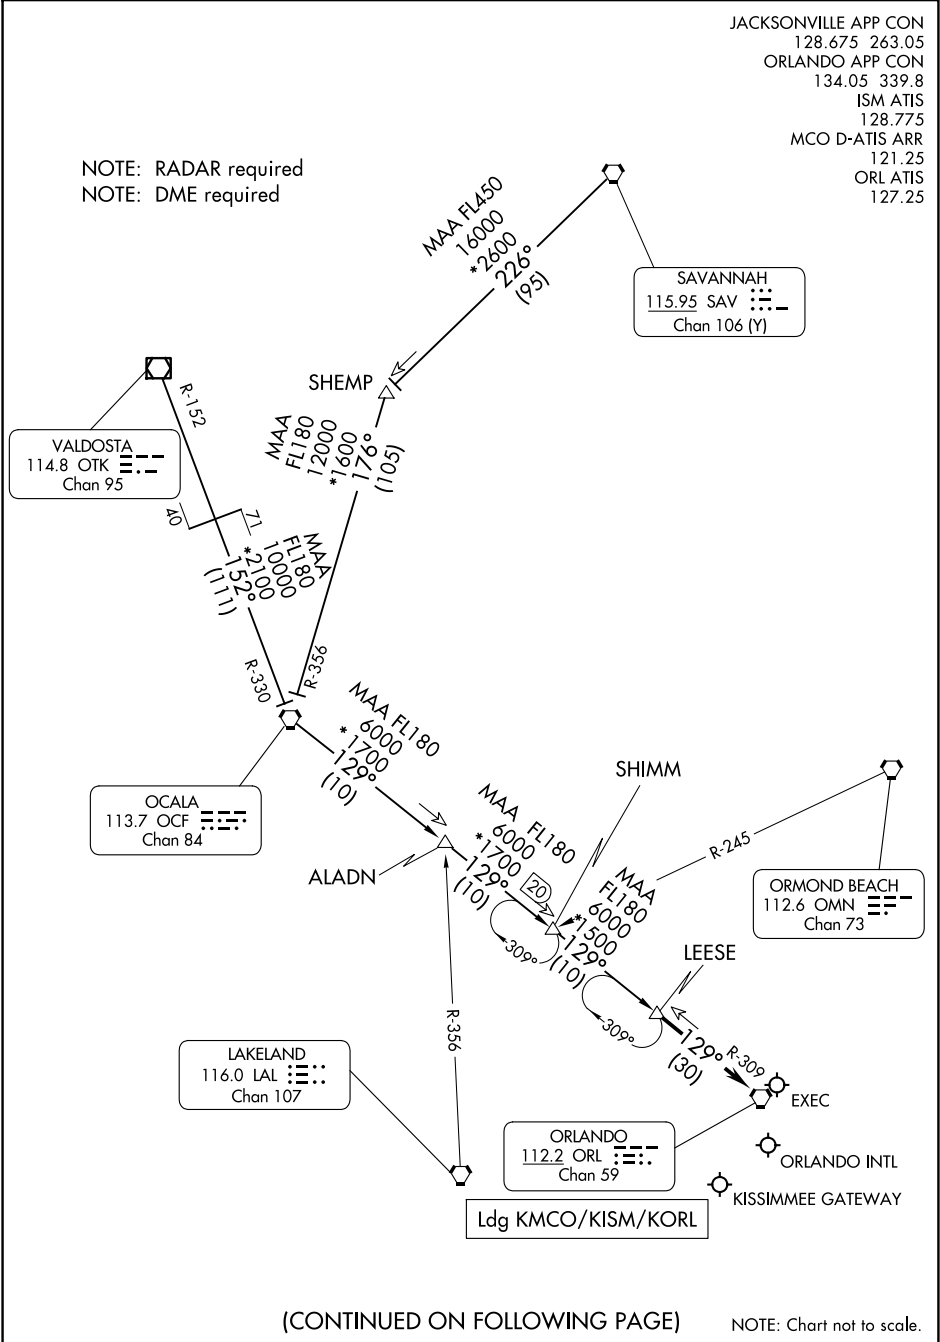 JACKSONVILLE APP CON
128.675 263.05
ORLANDO APP CON
134.05 339.8
ISM ATIS
128.775
MCO D-ATIS ARR
121.25
ORL ATIS
127.25
NOTE: RADAR required
NOTE: DME required
MAA FL450
16000
*2600
226°
(95)
SAVANNAH
115.95 SAV
Chan 106 (Y)
SHEMP
MAA
FL180
12000
*1600
176°
(105)
R-152
VALDOSTA
114.8 OTK
Chan 95
40
71
MAA
FL180
10000
*2100
152°
(111)
R-330
R-356
MAA FL180
6000
*1700
129°
(10)
OCALA
113.7 OCF
Chan 84
ALADN
SHIMM
MAA FL180
6000
*1700
129°
(10)
20
309°
R-245
ORMOND BEACH
112.6 OMN
Chan 73
MAA
FL180
6000
*1500
129°
(10)
309°
LEESE
129°
(30)
R-309
R-356
LAKELAND
116.0 LAL
Chan 107
EXEC
ORLANDO
112.2 ORL
Chan 59
ORLANDO INTL
KISSIMMEE GATEWAY
Ldg KMCO/KISM/KORL
(CONTINUED ON FOLLOWING PAGE)
NOTE: Chart not to scale.